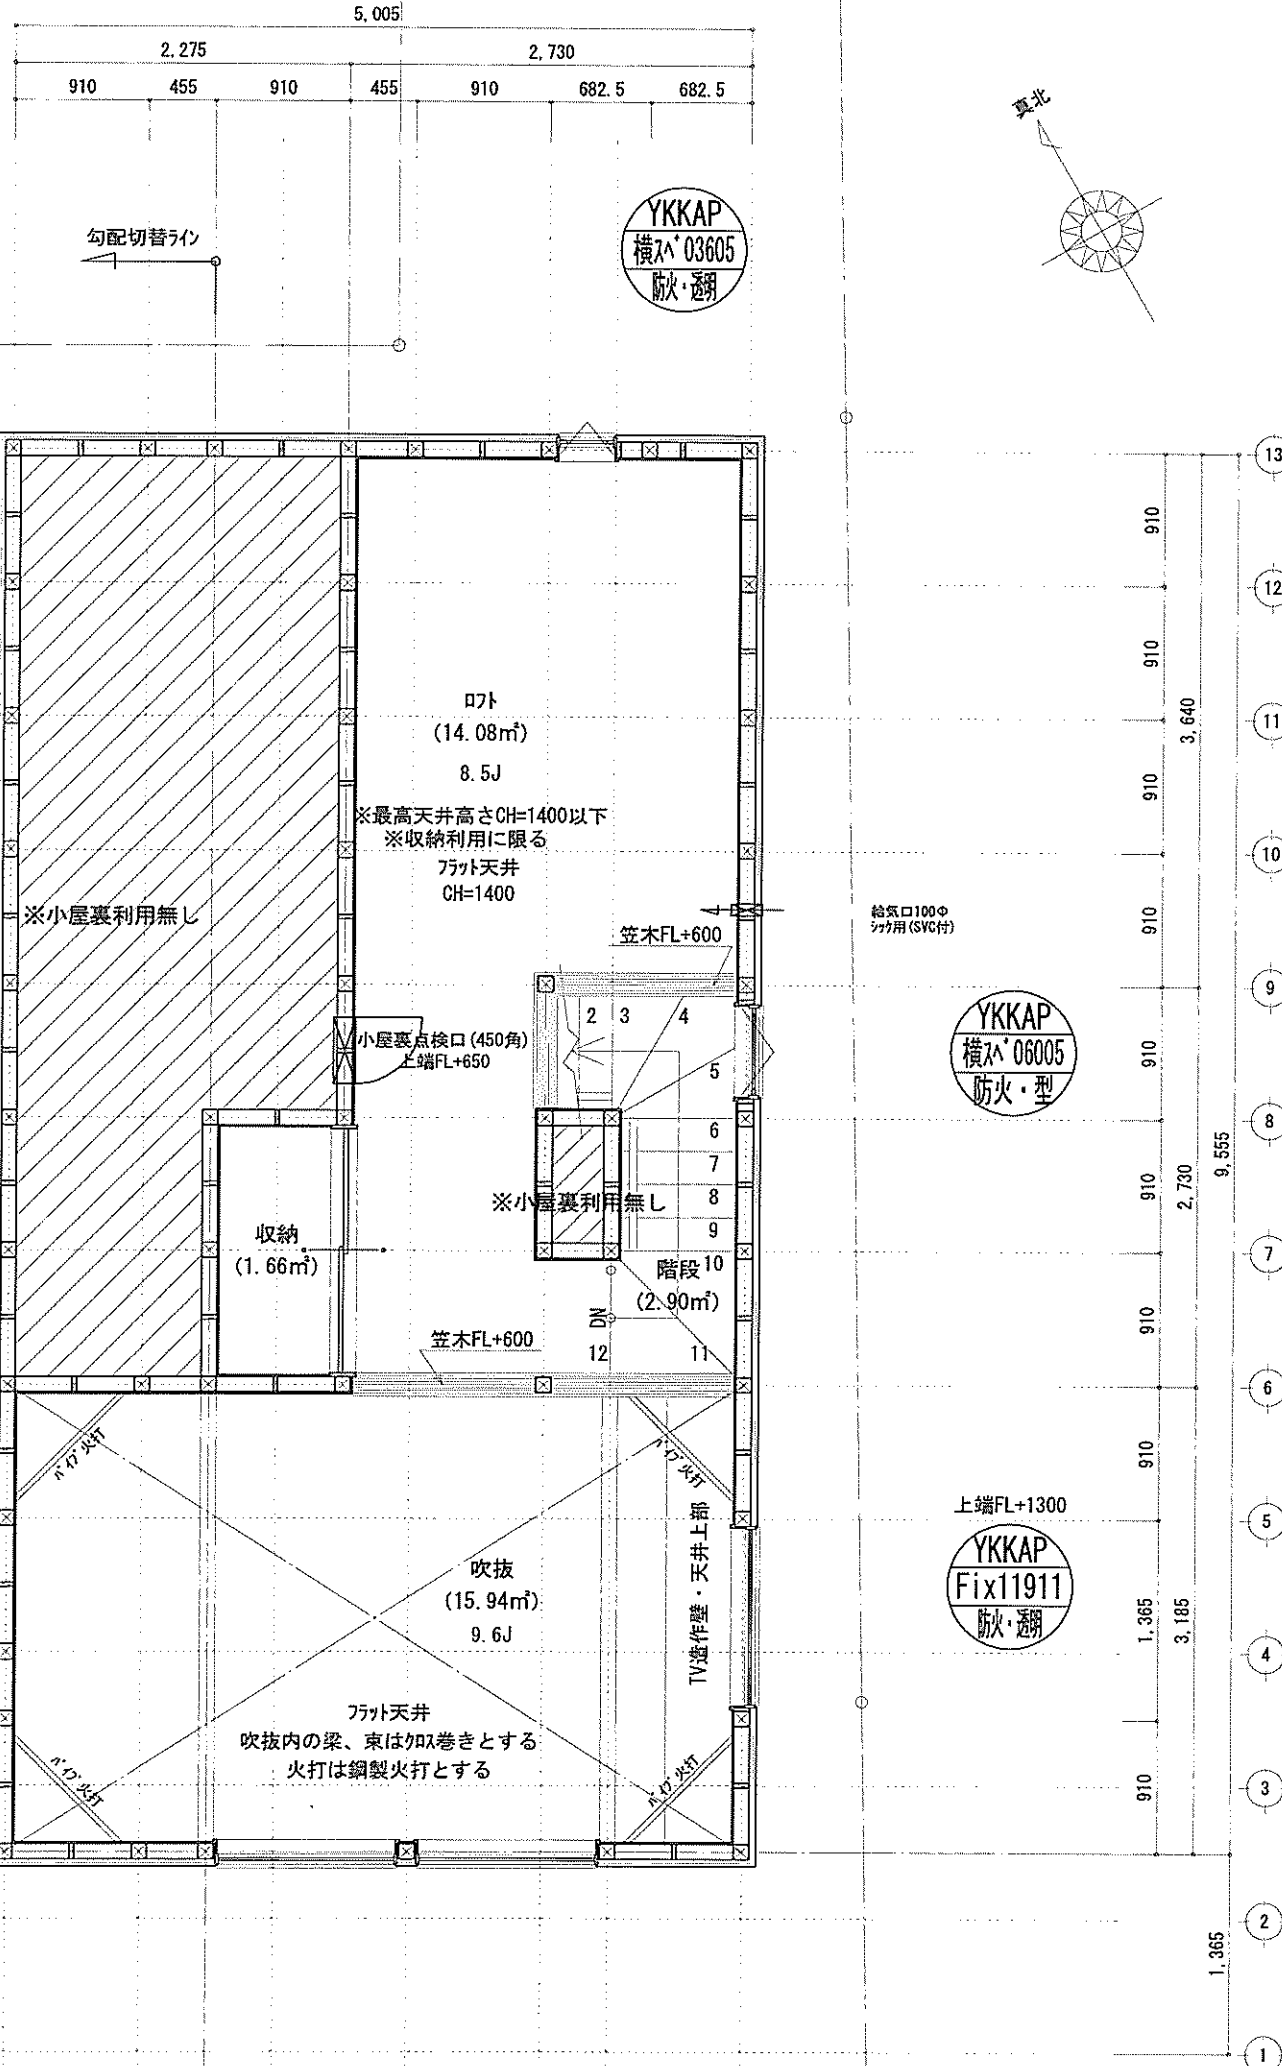 5,005
2,275
2,730
910
455
910
455
910
682.5
682.5
真北
勾配切替ライン
YKKAP
横スベ03605
防火・透明
13
910
12
910
3,640
11
ロフト
(14.08㎡)
8.5J
※最高天井高さCH=1400以下
※収納利用に限る
フラット天井
CH=1400
910
10
※小屋裏利用無し
910
給気口100Φ
シック用(SVC付)
笠木FL+600
9
2
3
4
小屋裏点検口(450角)
上端FL+650
5
YKKAP
横スベ06005
防火・型
910
8
6
7
8
9
10
※小屋裏利用無し
910
2,730
9,555
収納
(1.66㎡)
階段
(2.90㎡)
DN
7
910
笠木FL+600
12
11
6
パイプ火打
パイプ火打
910
上端FL+1300
YKKAP
Fix11911
防火・透明
5
TV造作壁・天井上部
吹抜
(15.94㎡)
9.6J
1,365
3,185
4
フラット天井
吹抜内の梁、束はクロス巻きとする
火打は鋼製火打とする
パイプ火打
パイプ火打
910
3
2
1,365
1